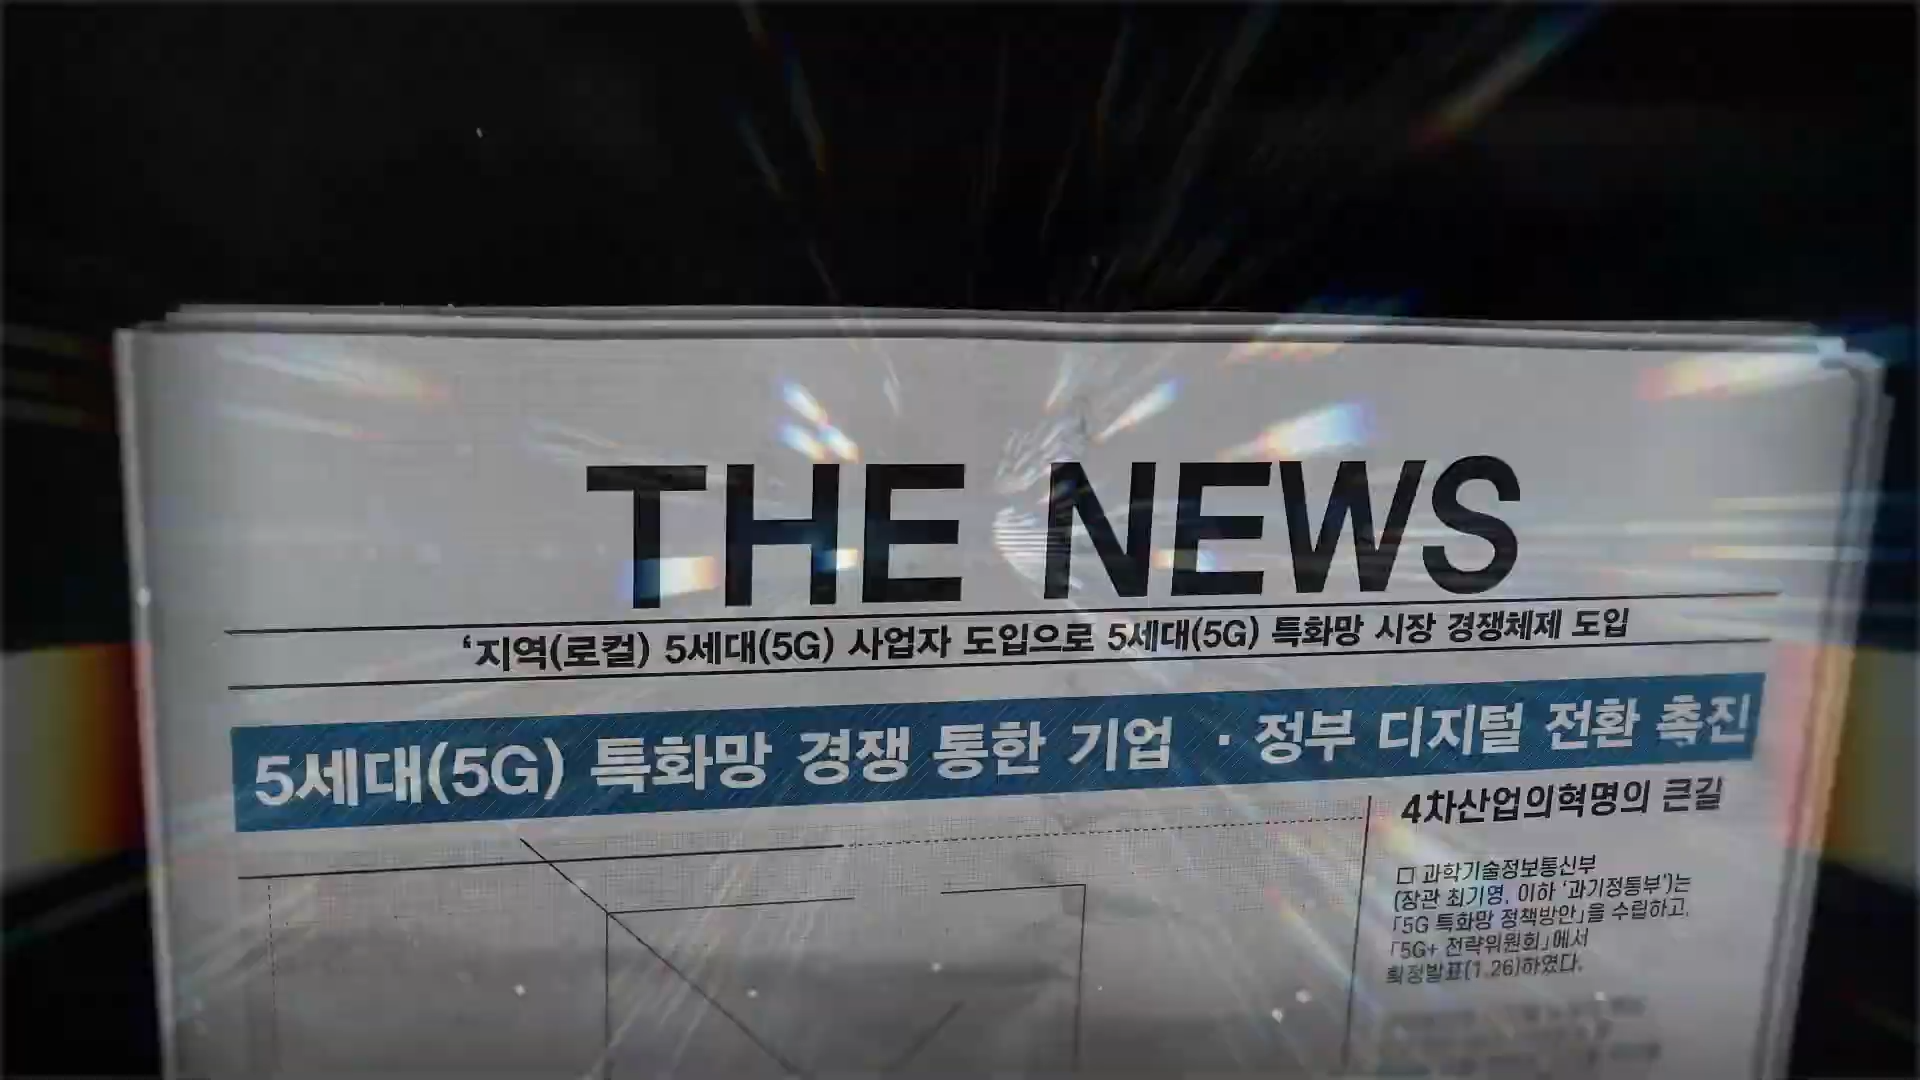 THE NEWS
‘지역(로컬) 5세대(5G) 사업자 도입으로 5세대(5G) 특화망 시장 경쟁체제 도입
5세대(5G) 특화망 경쟁 통한 기업 · 정부 디지털 전환 촉진
4차산업의혁명의 큰길
□ 과학기술정보통신부
(장관 최기영, 이하 ‘과기정통부’)는
「5G 특화망 정책방안」을 수립하고,
「5G+ 전략위원회」에서
확정발표(1.26)하였다.